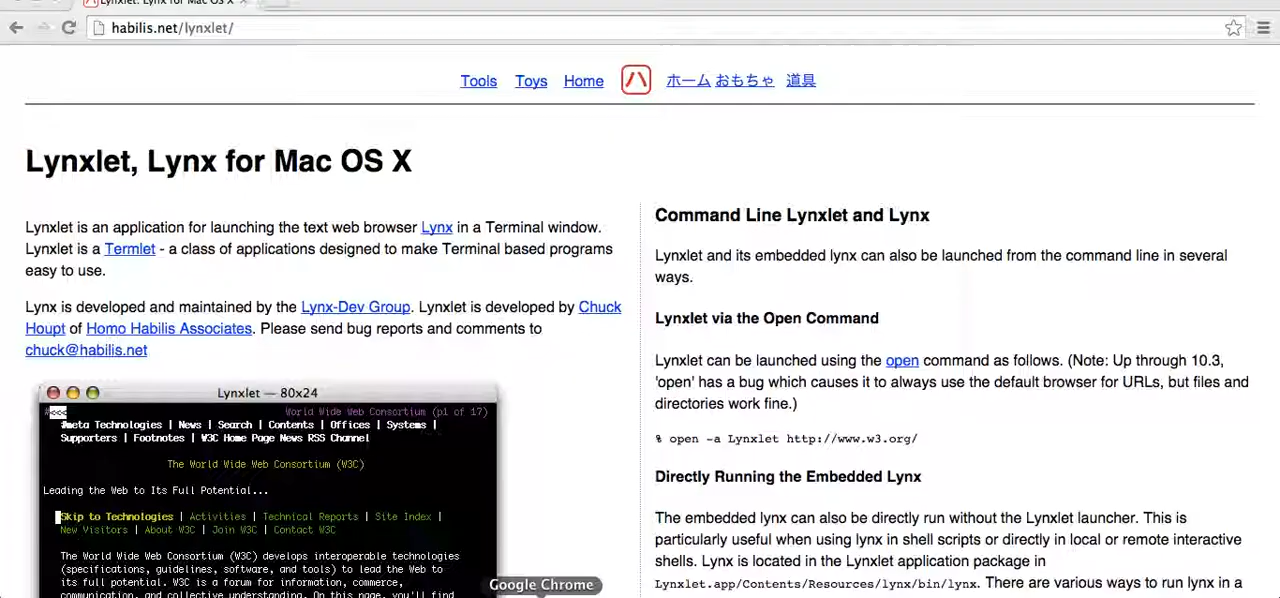 Lynxlet: Lynx for Mac OS X ×
habilis.net/lynxlet/
Tools Toys Home ハ ホーム おもちゃ 道具
Lynxlet, Lynx for Mac OS X
Lynxlet is an application for launching the text web browser Lynx in a Terminal window.
Lynxlet is a Termlet - a class of applications designed to make Terminal based programs
easy to use.
Lynx is developed and maintained by the Lynx-Dev Group. Lynxlet is developed by Chuck
Houpt of Homo Habilis Associates. Please send bug reports and comments to
chuck@habilis.net
Lynxlet — 80x24
#<<< World Wide Web Consortium (p1 of 17)
#meta Technologies | News | Search | Contents | Offices | Systems |
Supporters | Footnotes | W3C Home Page News RSS Channel
The World Wide Web Consortium (W3C)
Leading the Web to Its Full Potential...
Skip to Technologies | Activities | Technical Reports | Site Index |
New Visitors | About W3C | Join W3C | Contact W3C
The World Wide Web Consortium (W3C) develops interoperable technologies
(specifications, guidelines, software, and tools) to lead the Web to
its full potential. W3C is a forum for information, commerce,
communication, and collective understanding. On this page, you'll find
Command Line Lynxlet and Lynx
Lynxlet and its embedded lynx can also be launched from the command line in several
ways.
Lynxlet via the Open Command
Lynxlet can be launched using the open command as follows. (Note: Up through 10.3,
'open' has a bug which causes it to always use the default browser for URLs, but files and
directories work fine.)
% open -a Lynxlet http://www.w3.org/
Directly Running the Embedded Lynx
The embedded lynx can also be directly run without the Lynxlet launcher. This is
particularly useful when using lynx in shell scripts or directly in local or remote interactive
shells. Lynx is located in the Lynxlet application package in
Lynxlet.app/Contents/Resources/lynx/bin/lynx. There are various ways to run lynx in a
Google Chrome